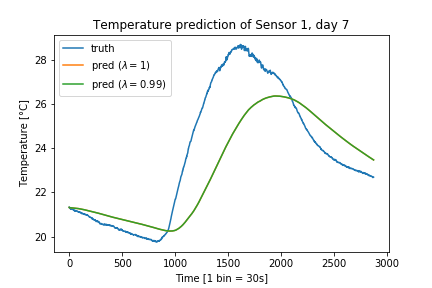 Temperature prediction of Sensor 1, day 7
truth
pred (λ = 1)
pred (λ = 0.99)
Temperature [°C]
28
26
24
22
20
0 500 1000 1500 2000 2500 3000
Time [1 bin = 30s]